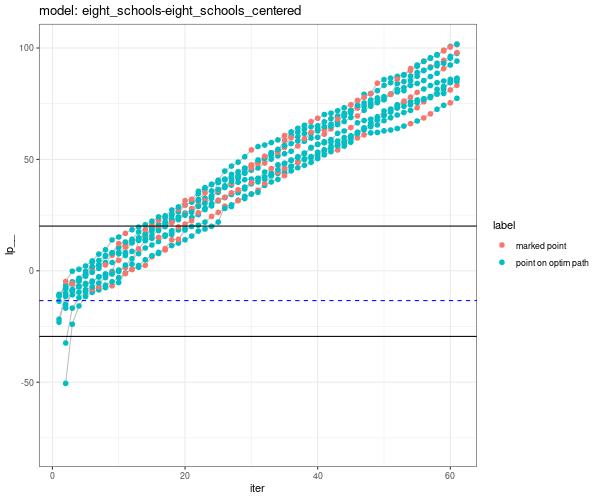 model: eight_schools-eight_schools_centered
100
50
0
-50
lp__
0
20
40
60
iter
label
marked point
point on optim path